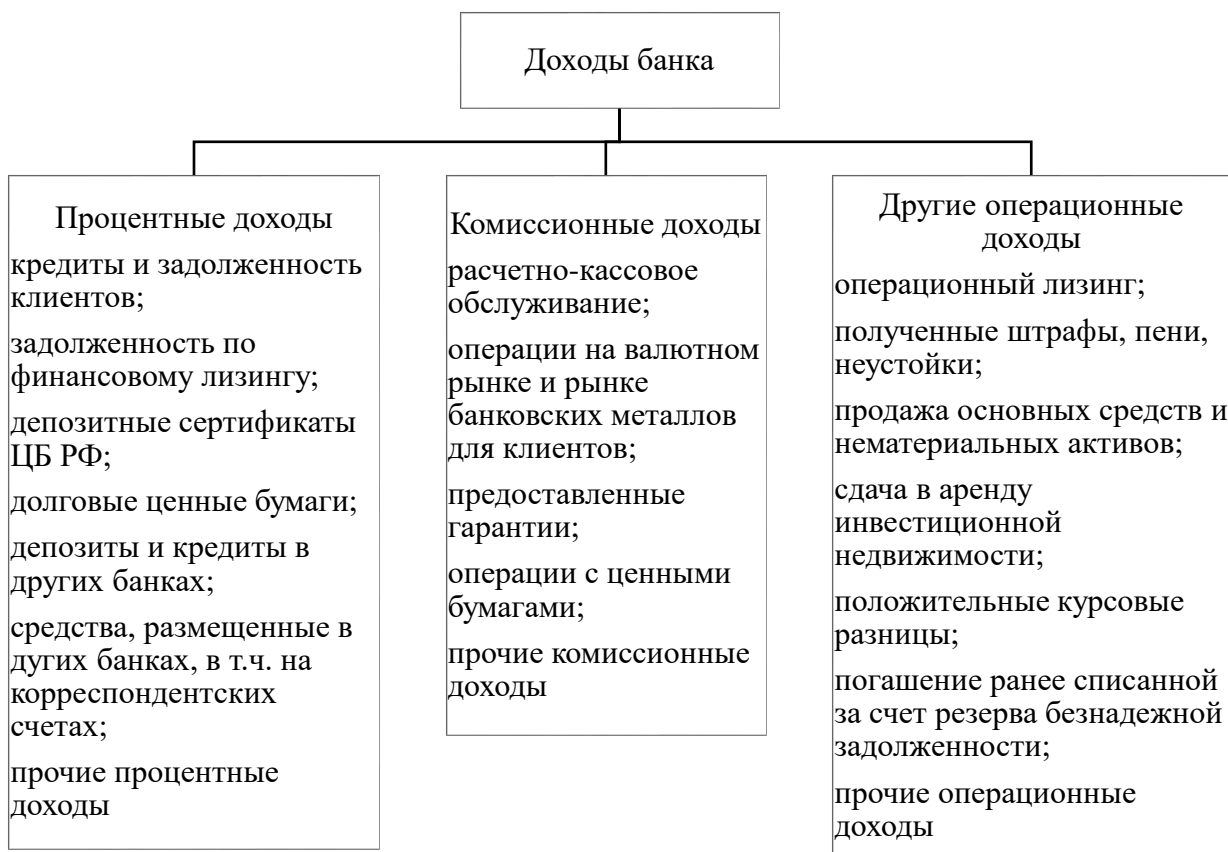 Доходы банка
Процентные доходы
кредиты и задолженность
клиентов;
задолженность по
финансовому лизингу;
депозитные сертификаты
ЦБ РФ;
долговые ценные бумаги;
депозиты и кредиты в
других банках;
средства, размещенные в
дугих банках, в т.ч. на
корреспондентских
счетах;
прочие процентные
доходы
Комиссионные доходы
расчетно-кассовое
обслуживание;
операции на валютном
рынке и рынке
банковских металлов
для клиентов;
предоставленные
гарантии;
операции с ценными
бумагами;
прочие комиссионные
доходы
Другие операционные
доходы
операционный лизинг;
полученные штрафы, пени,
неустойки;
продажа основных средств и
нематериальных активов;
сдача в аренду
инвестиционной
недвижимости;
положительные курсовые
разницы;
погашение ранее списанной
за счет резерва безнадежной
задолженности;
прочие операционные
доходы